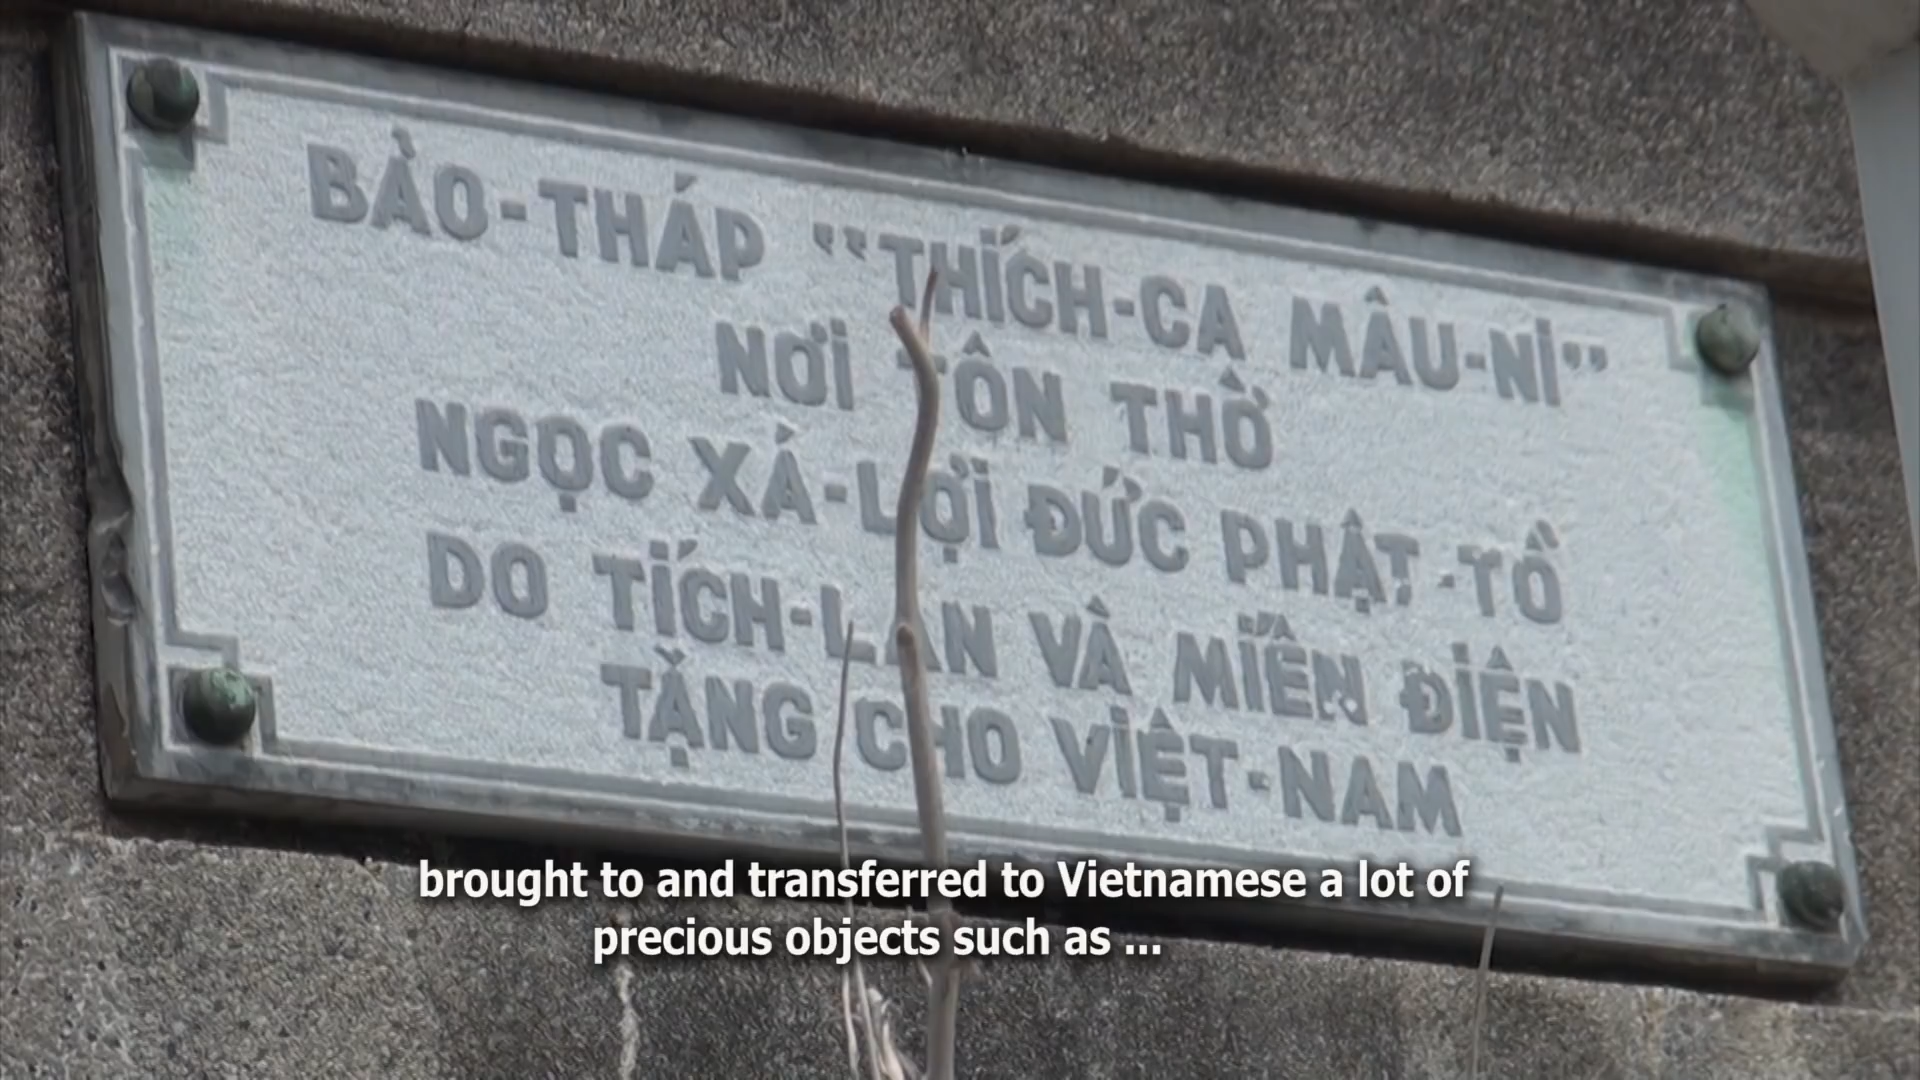 BẢO-THÁP "THÍCH-CA MÂU-NI"
NƠI TÔN THỜ
NGỌC XÁ-LỢI ĐỨC PHẬT-TỔ
DO TÍCH-LAN VÀ MIẾN ĐIỆN
TẶNG CHO VIỆT-NAM
brought to and transferred to Vietnamese a lot of
precious objects such as ...